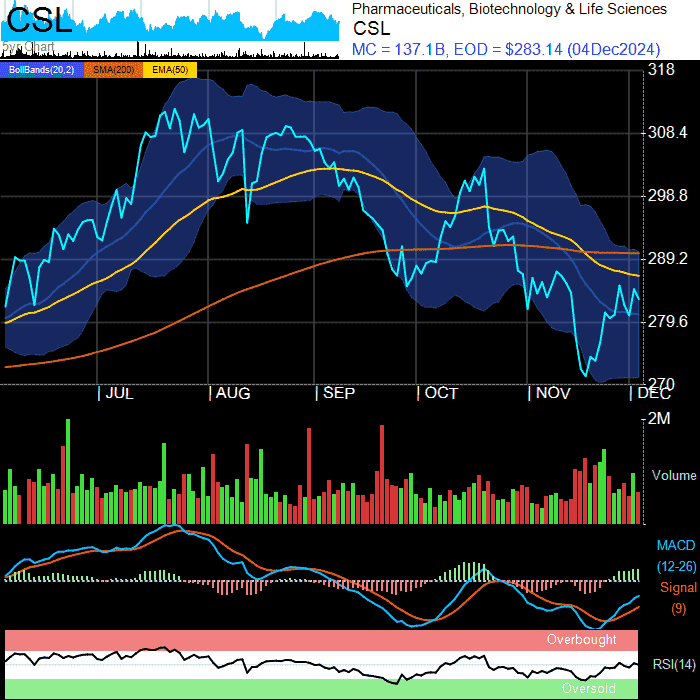 CSL
Pharmaceuticals, Biotechnology & Life Sciences
CSL
MC = 137.1B, EOD = $283.14 (04Dec2024)
BollBands(20,2) SMA(200) EMA(50)
318
308.4
298.8
289.2
279.6
270
JUL AUG SEP OCT NOV DEC
2M
Volume
MACD
(12-26)
Signal
(9)
Overbought
RSI(14)
Oversold